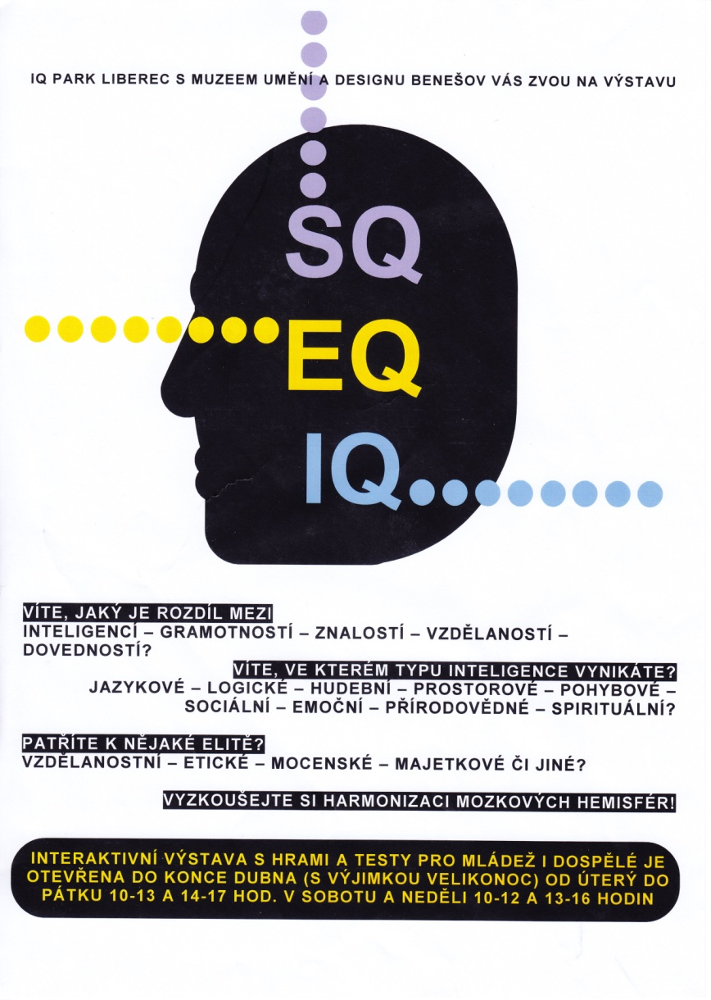 IQ PARK LIBEREC S MUZEEM UMĚNÍ A DESIGNU BENEŠOV VÁS ZVOU NA VÝSTAVU
SQ
EQ
IQ
VÍTE, JAKÝ JE ROZDÍL MEZI
INTELIGENCÍ – GRAMOTNOSTÍ – ZNALOSTÍ – VZDĚLANOSTÍ –
DOVEDNOSTÍ?
VÍTE, VE KTERÉM TYPU INTELIGENCE VYNIKÁTE?
JAZYKOVÉ – LOGICKÉ – HUDEBNÍ – PROSTOROVÉ – POHYBOVÉ –
SOCIÁLNÍ – EMOČNÍ – PŘÍRODOVĚDNÉ – SPIRITUÁLNÍ?
PATŘÍTE K NĚJAKÉ ELITĚ?
VZDĚLANOSTNÍ – ETICKÉ – MOCENSKÉ – MAJETKOVÉ ČI JINÉ?
VYZKOUŠEJTE SI HARMONIZACI MOZKOVÝCH HEMISFÉR!
INTERAKTIVNÍ VÝSTAVA S HRAMI A TESTY PRO MLÁDEŽ I DOSPĚLÉ JE
OTEVŘENA DO KONCE DUBNA (S VÝJIMKOU VELIKONOC) OD ÚTERÝ DO
PÁTKU 10-13 A 14-17 HOD. V SOBOTU A NEDĚLI 10-12 A 13-16 HODIN